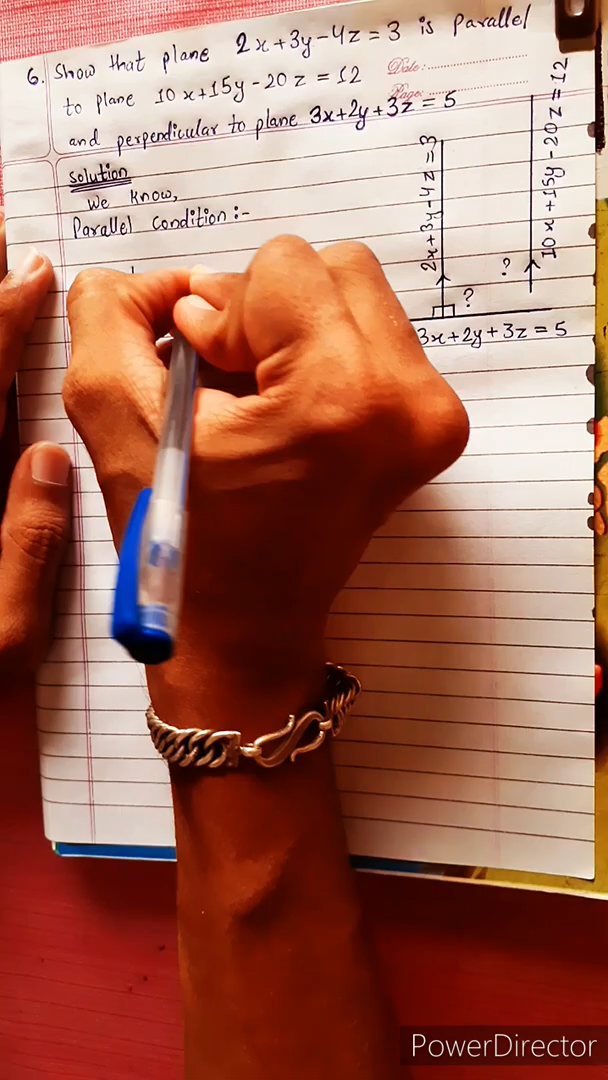 6. Show that plane 2x+3y-4z=3 is parallel
to plane 10x+15y-20z=12
Date:
Page:
and perpendicular to plane 3x+2y+3z=5
Solution
We know,
Parallel condition:-
2x+3y-4z=3
10x+15y-20z=12
?
?
3x+2y+3z=5
PowerDirector